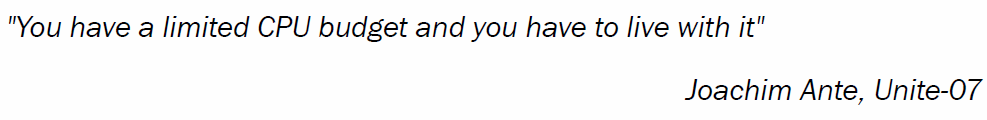 "You have a limited CPU budget and you have to live with it"
Joachim Ante, Unite-07